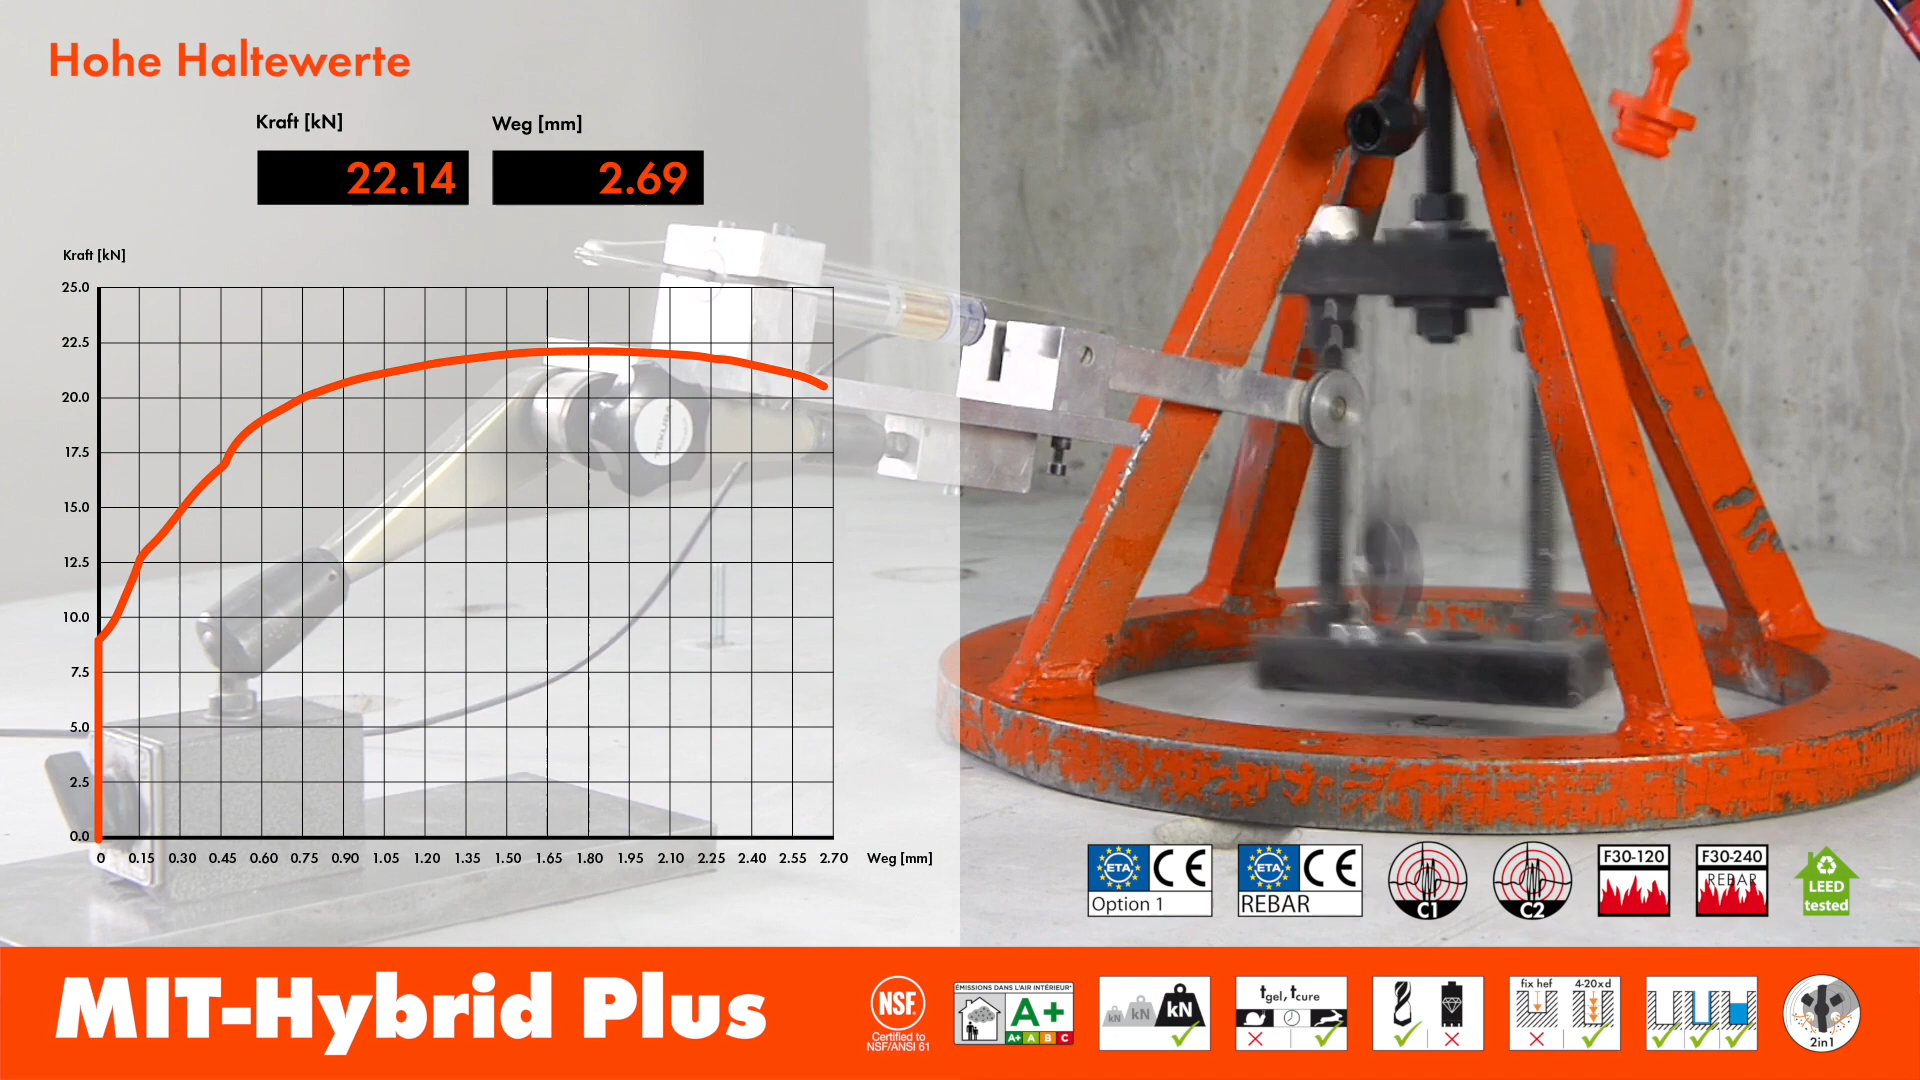 Hohe Haltewerte
Kraft [kN]
Weg [mm]
22.14
2.69
Kraft [kN]
25.0
22.5
20.0
17.5
15.0
12.5
10.0
7.5
5.0
2.5
0.0
0 0.15 0.30 0.45 0.60 0.75 0.90 1.05 1.20 1.35 1.50 1.65 1.80 1.95 2.10 2.25 2.40 2.55 2.70 Weg [mm]
ETA CE
Option 1
ETA CE
REBAR
C1
C2
F30-120
F30-240
REBAR
LEED
tested
MIT-Hybrid Plus
NSF.
Certified to
NSF/ANSI 61
ÉMISSIONS DANS L'AIR INTÉRIEUR*
A+
A+ A B C
kN kN kN
tgel, tcure
fix hef
4-20xd
2in1